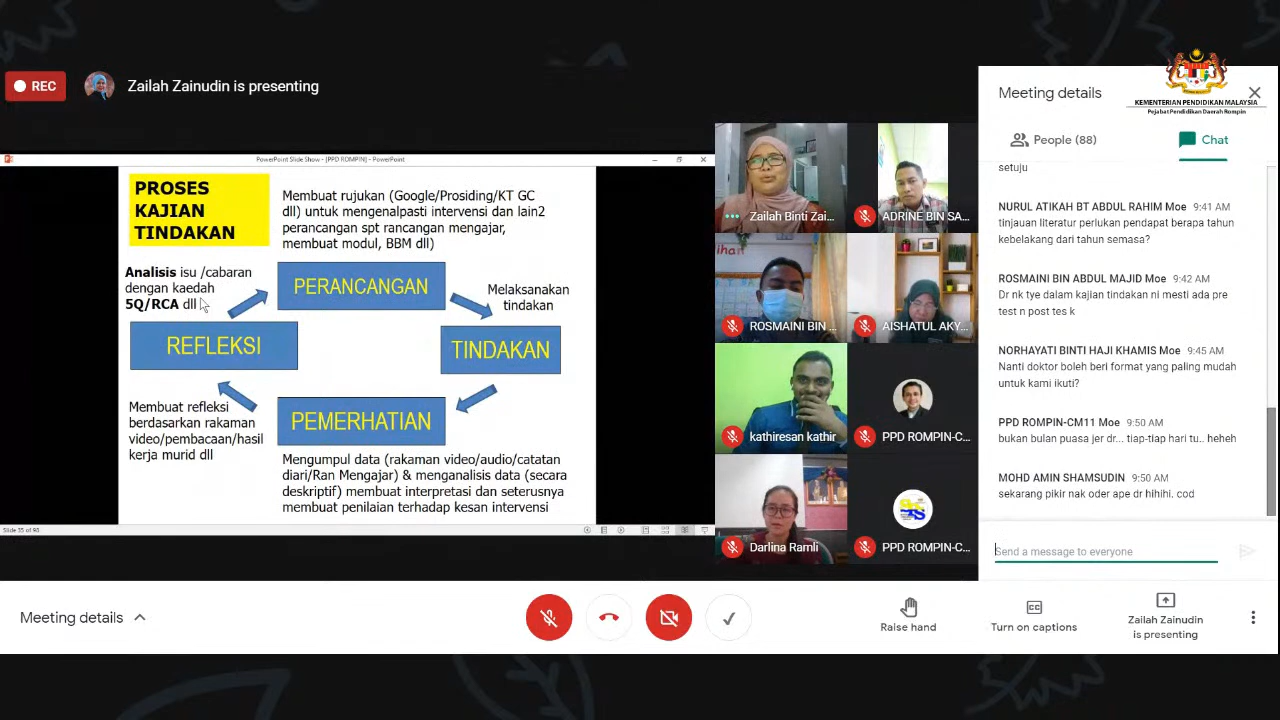 REC
Zailah Zainudin is presenting
PowerPoint Slide Show - [PPD ROMPIN] - PowerPoint
PROSES
KAJIAN
TINDAKAN
Membuat rujukan (Google/Prosiding/KT GC
dll) untuk mengenalpasti intervensi dan lain2
perancangan spt rancangan mengajar,
membuat modul, BBM dll)
Analisis isu /cabaran
dengan kaedah
5Q/RCA dll
PERANCANGAN
Melaksanakan
tindakan
REFLEKSI
TINDAKAN
Membuat refleksi
berdasarkan rakaman
video/pembacaan/hasil
kerja murid dll
PEMERHATIAN
Mengumpul data (rakaman video/audio/catatan
diari/Ran Mengajar) & menganalisis data (secara
deskriptif) membuat interpretasi dan seterusnya
membuat penilaian terhadap kesan intervensi
Slide 35 of 90
Zailah Binti Zai...
ADRINE BIN SA...
ihan
ROSMAINI BIN ...
AISHATUL AKY...
kathiresan kathir
PPD ROMPIN-C...
Darlina Ramli
PPD ROMPIN-C...
Meeting details
KEMENTERIAN PENDIDIKAN MALAYSIA
Pejabat Pendidikan Daerah Rompin
People (88)
Chat
setuju
NURUL ATIKAH BT ABDUL RAHIM Moe 9:41 AM
tinjauan literatur perlukan pendapat berapa tahun
kebelakang dari tahun semasa?
ROSMAINI BIN ABDUL MAJID Moe 9:42 AM
Dr nk tye dalam kajian tindakan ni mesti ada pre
test n post tes k
NORHAYATI BINTI HAJI KHAMIS Moe 9:45 AM
Nanti doktor boleh beri format yang paling mudah
untuk kami ikuti?
PPD ROMPIN-CM11 Moe 9:50 AM
bukan bulan puasa jer dr... tiap-tiap hari tu.. heheh
MOHD AMIN SHAMSUDIN 9:50 AM
sekarang pikir nak oder ape dr hihihi. cod
Send a message to everyone
Meeting details
Raise hand
Turn on captions
Zailah Zainudin
is presenting